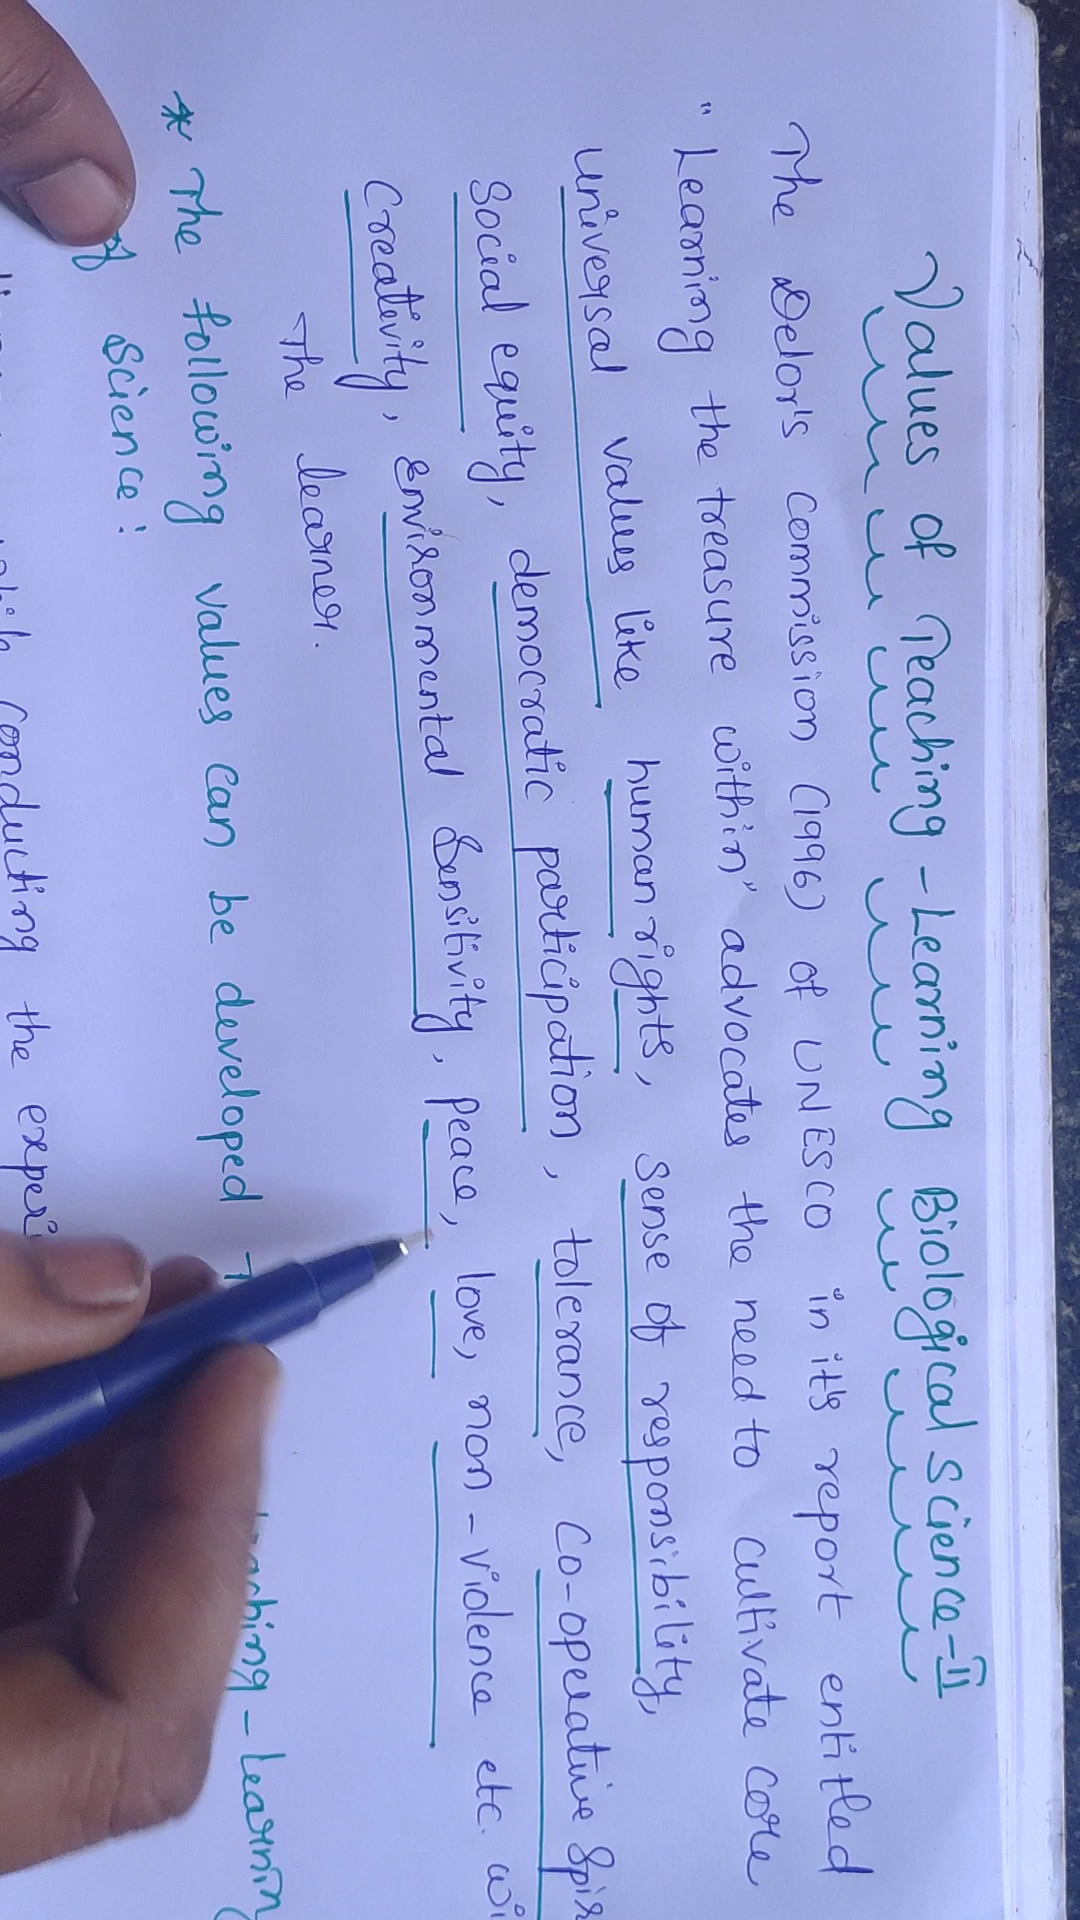 Values of Teaching - Learning Biological Science - II
The Delor's Commission (1996) of UNESCO in it's report entitled
"Learning the treasure within" advocates the need to cultivate core
universal values like human rights, sense of responsibility,
Social equity, democratic participation, tolerance, co-operative
Creativity, Environmental Sensitivity, peace, love, non-violence etc.
The learner.
* The following values can be developed - Learning
of Science:
conducting the